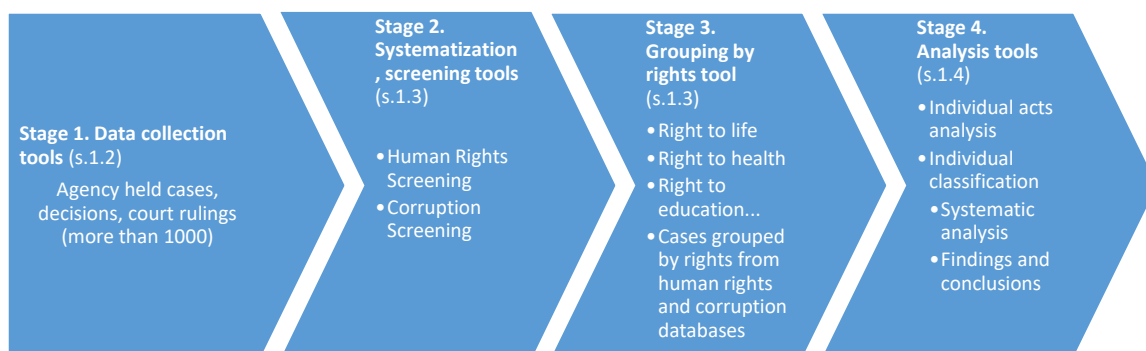 Stage 1. Data collection
tools (s.1.2)
Agency held cases,
decisions, court rulings
(more than 1000)
Stage 2.
Systematization
, screening tools
(s.1.3)
•Human Rights
Screening
•Corruption
Screening
Stage 3.
Grouping by
rights tool
(s.1.3)
•Right to life
•Right to health
•Right to
education...
•Cases grouped
by rights from
human rights
and corruption
databases
Stage 4.
Analysis tools
(s.1.4)
•Individual acts
analysis
•Individual
classification
•Systematic
analysis
•Findings and
conclusions